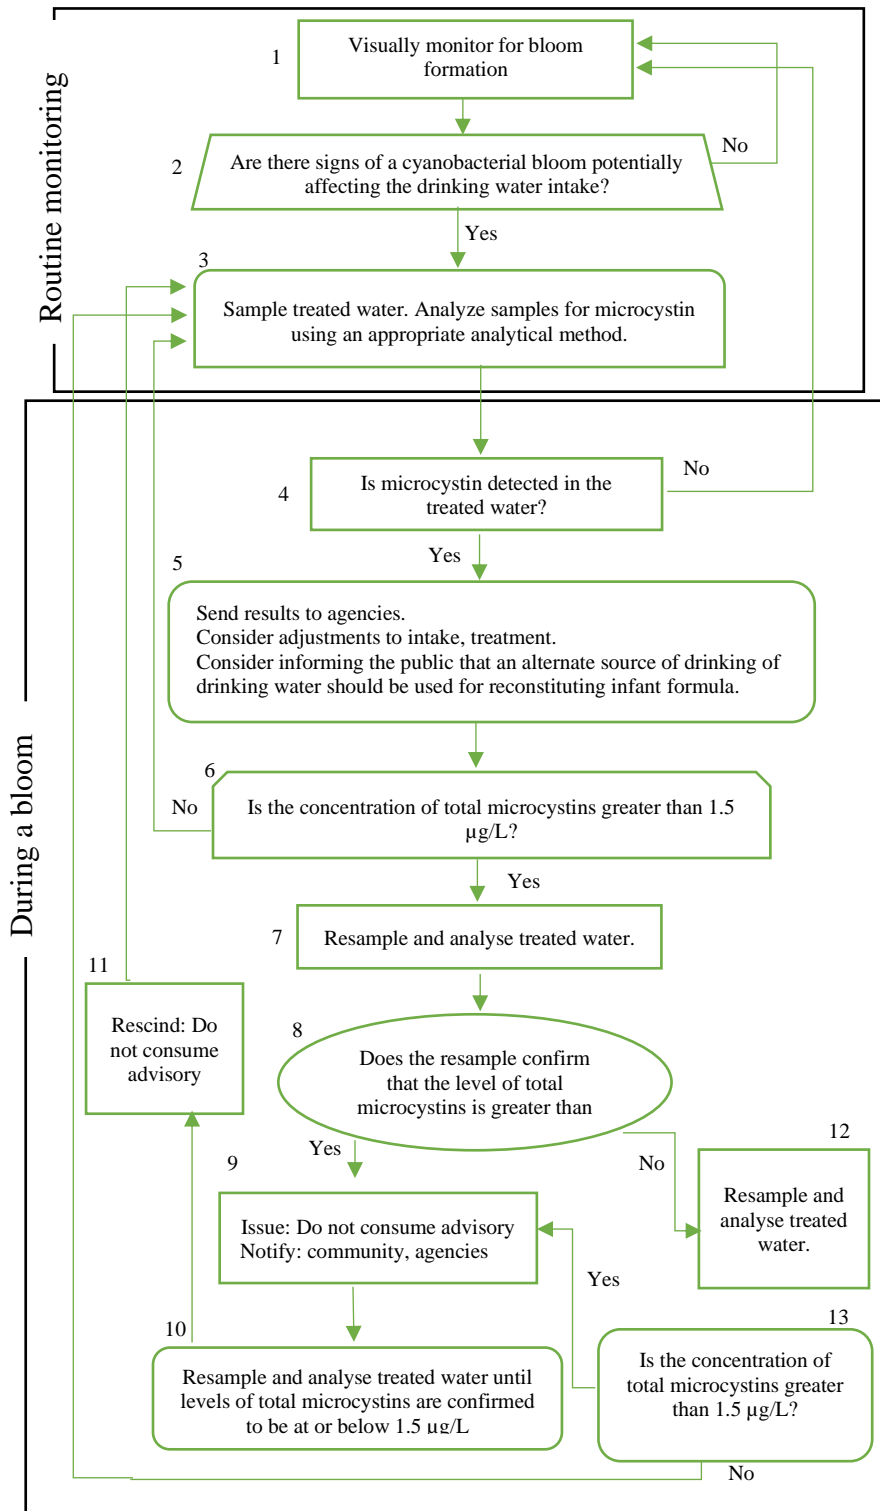 Routine monitoring
1
Visually monitor for bloom
formation
2
Are there signs of a cyanobacterial bloom potentially
affecting the drinking water intake?
No
Yes
3
Sample treated water. Analyze samples for microcystin
using an appropriate analytical method.
During a bloom
4
Is microcystin detected in the
treated water?
No
Yes
5
Send results to agencies.
Consider adjustments to intake, treatment.
Consider informing the public that an alternate source of drinking of
drinking water should be used for reconstituting infant formula.
6
Is the concentration of total microcystins greater than 1.5
µg/L?
No
Yes
7
Resample and analyse treated water.
8
Does the resample confirm
that the level of total
microcystins is greater than
Yes
No
9
Issue: Do not consume advisory
Notify: community, agencies
10
Resample and analyse treated water until
levels of total microcystins are confirmed
to be at or below 1.5 µg/L
11
Rescind: Do
not consume
advisory
12
Resample and
analyse treated
water.
13
Is the concentration of
total microcystins greater
than 1.5 µg/L?
Yes
No